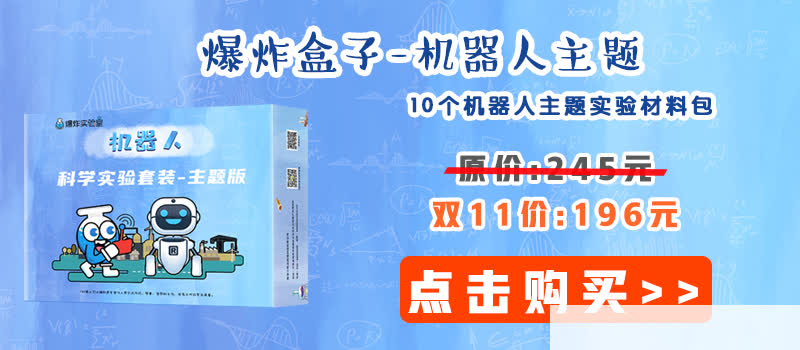 爆炸盒子-机器人主题
10个机器人主题实验材料包
原价:245元
双11价:196元
点击购买>>
爆炸实验室
机器人
科学实验套装-主题版